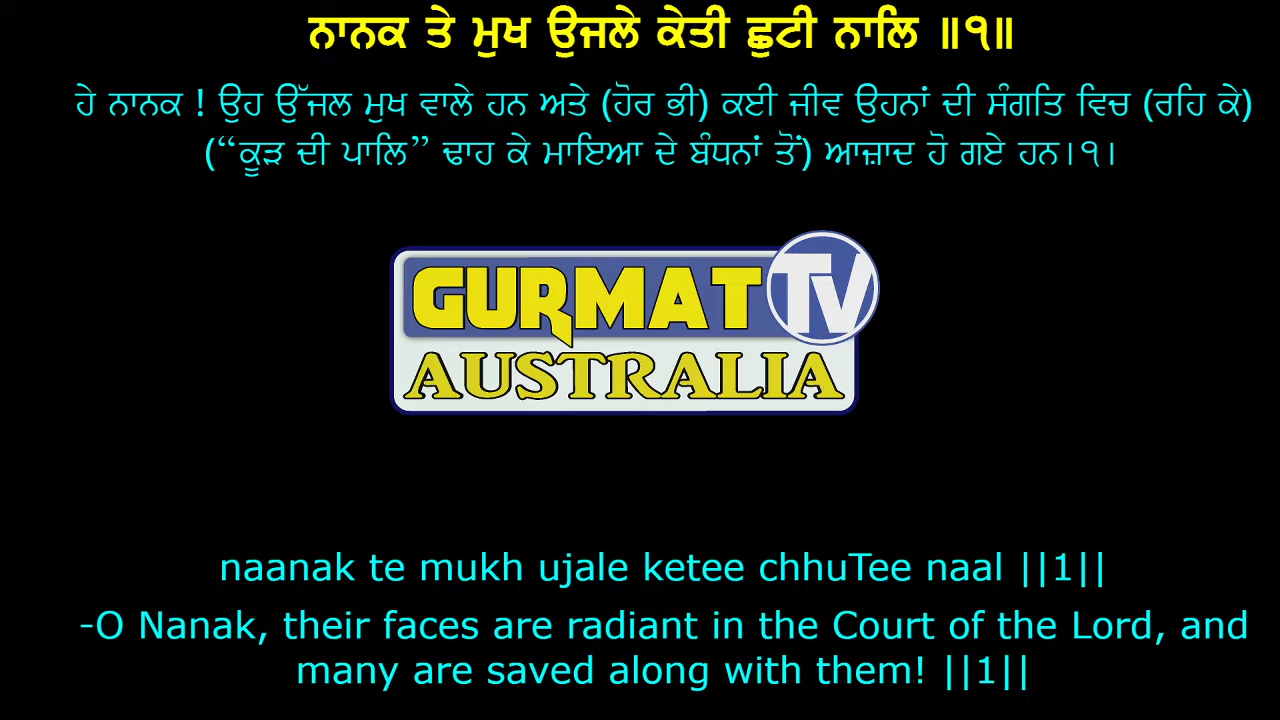 ਨਾਨਕ ਤੇ ਮੁਖ ਉਜਲੇ ਕੇਤੀ ਛੁਟੀ ਨਾਲਿ ॥੧॥
ਹੇ ਨਾਨਕ ! ਉਹ ਉੱਜਲ ਮੁਖ ਵਾਲੇ ਹਨ ਅਤੇ (ਹੋਰ ਭੀ) ਕਈ ਜੀਵ ਉਹਨਾਂ ਦੀ ਸੰਗਤਿ ਵਿਚ (ਰਹਿ ਕੇ)
(“ਕੂੜ ਦੀ ਪਾਲਿ” ਢਾਹ ਕੇ ਮਾਇਆ ਦੇ ਬੰਧਨਾਂ ਤੋਂ) ਆਜ਼ਾਦ ਹੋ ਗਏ ਹਨ।੧।
GURMAT TV
AUSTRALIA
naanak te mukh ujale ketee chhuTee naal ||1||
-O Nanak, their faces are radiant in the Court of the Lord, and
many are saved along with them! ||1||